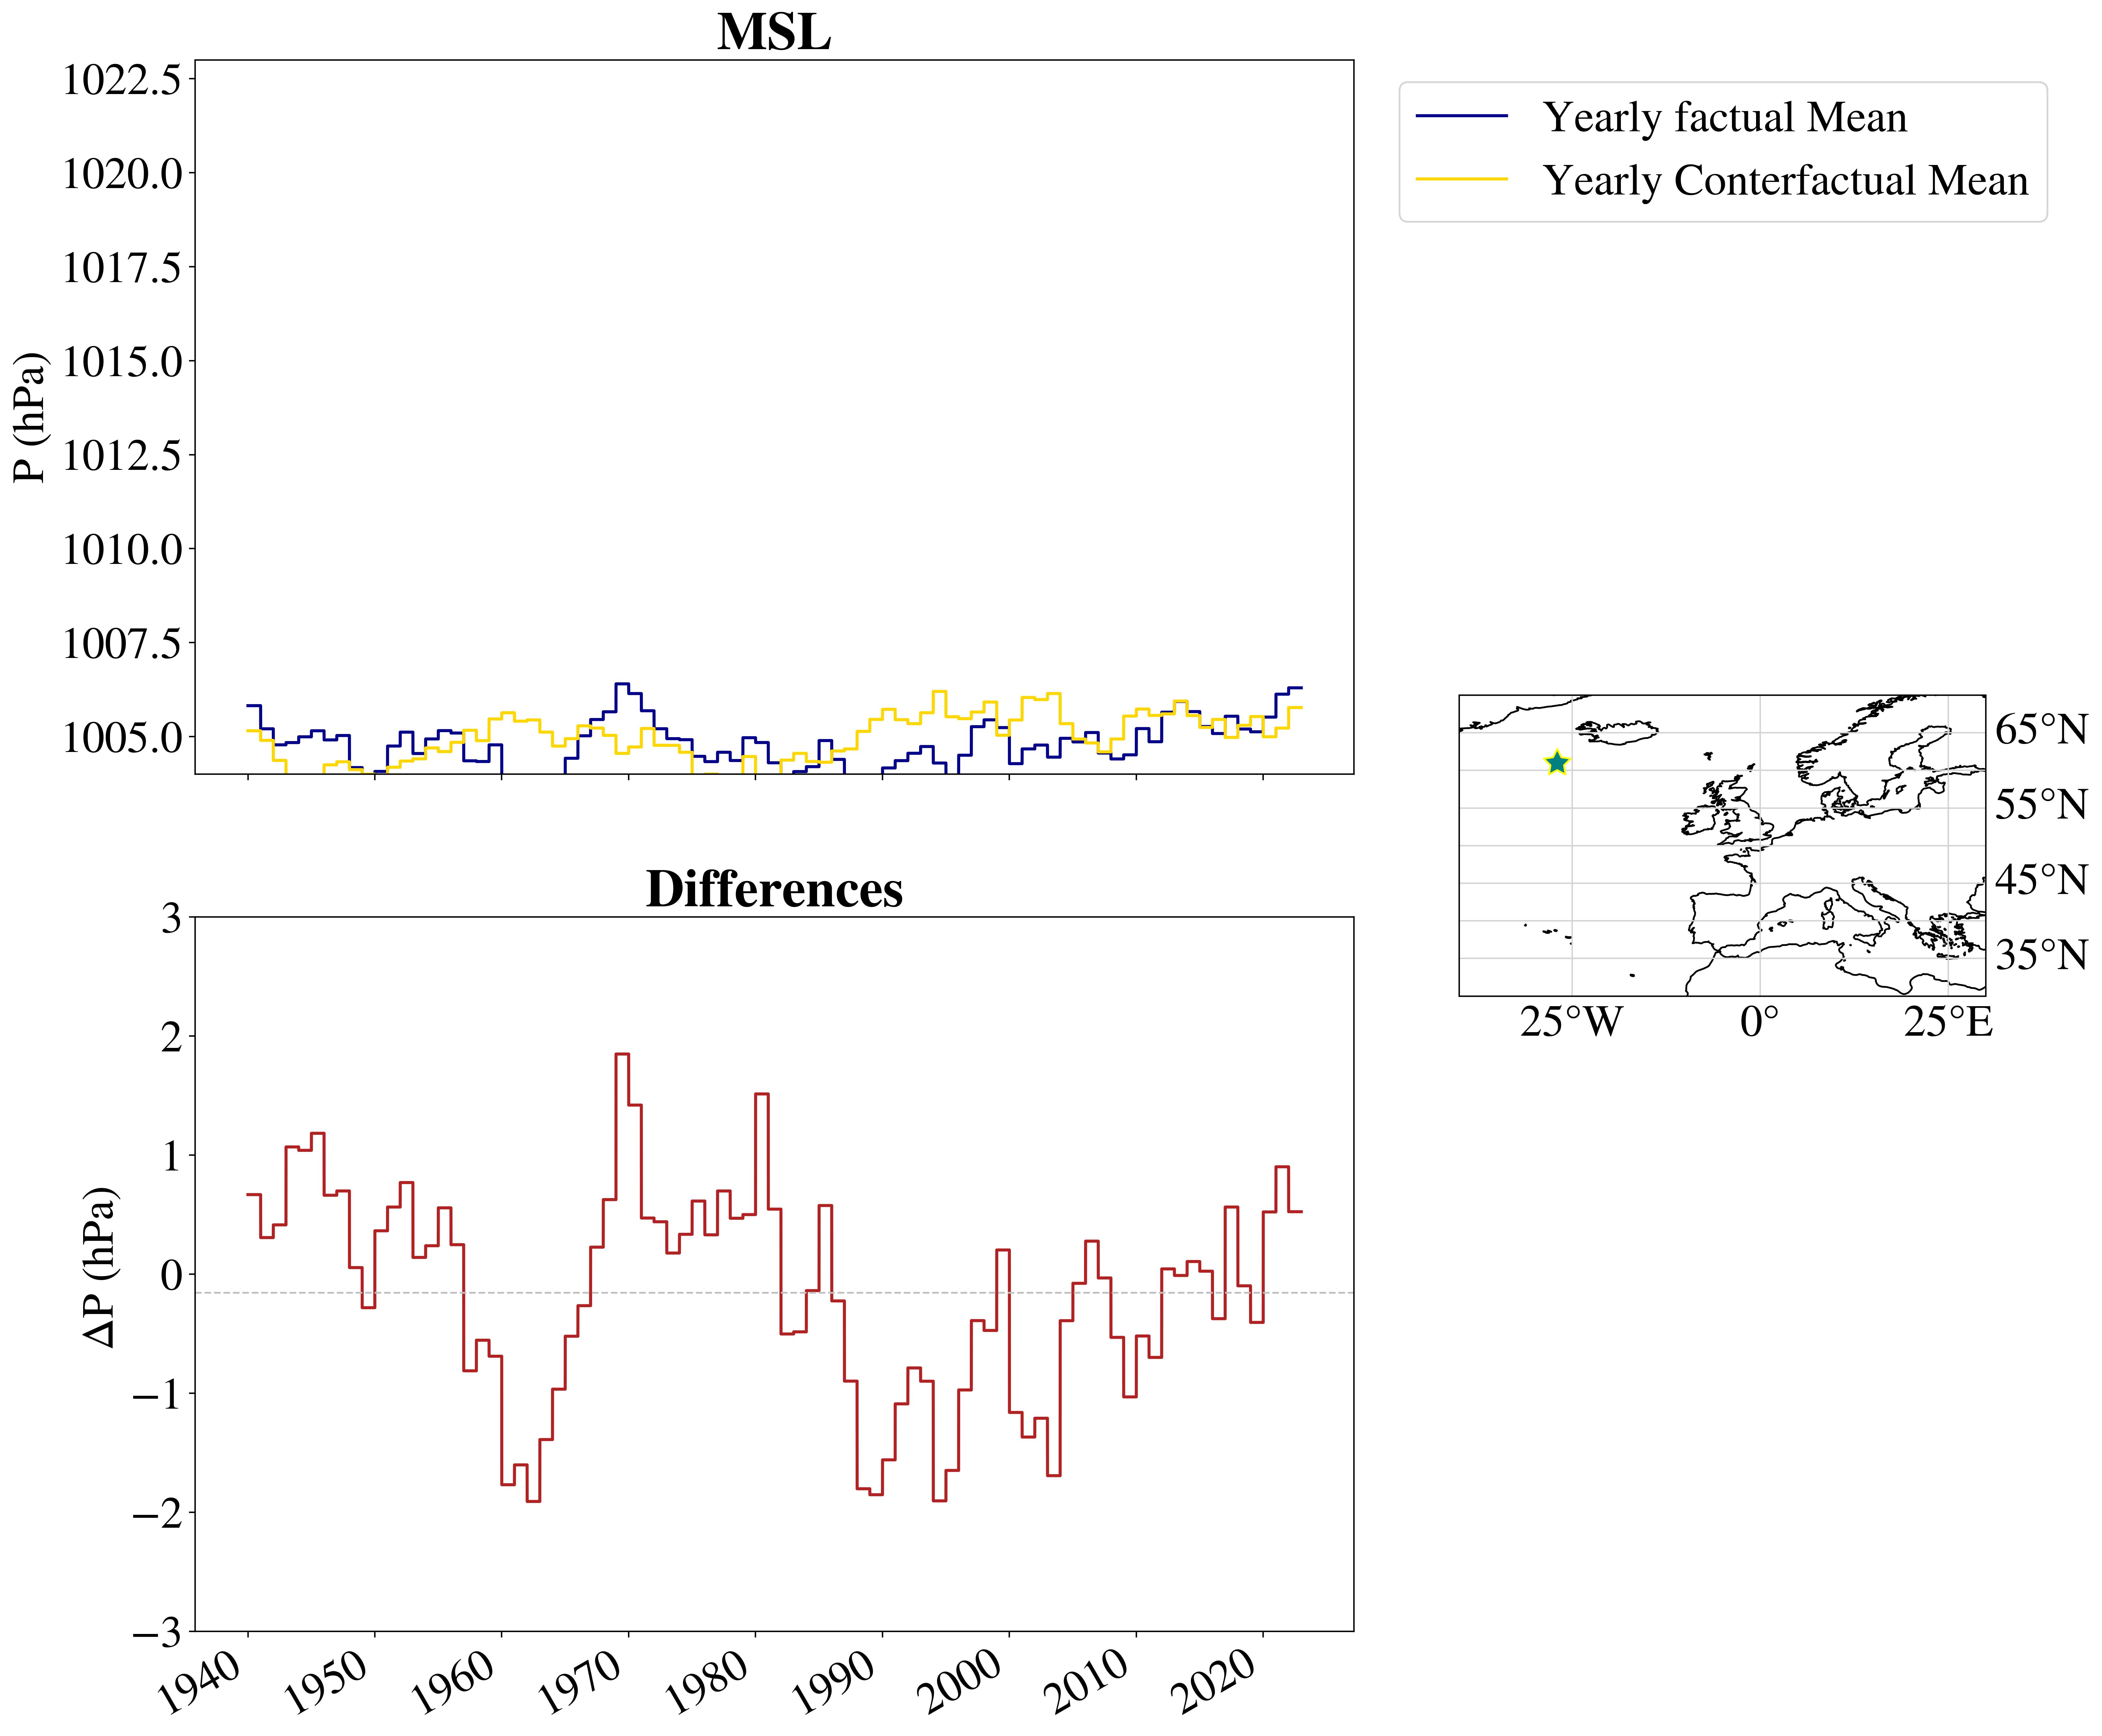 MSL
1022.5
1020.0
1017.5
1015.0
1012.5
1010.0
1007.5
1005.0
P (hPa)
Yearly factual Mean
Yearly Conterfactual Mean
65°N
55°N
45°N
35°N
25°W 0° 25°E
Differences
3
2
1
0
−1
−2
−3
ΔP (hPa)
1940 1950 1960 1970 1980 1990 2000 2010 2020